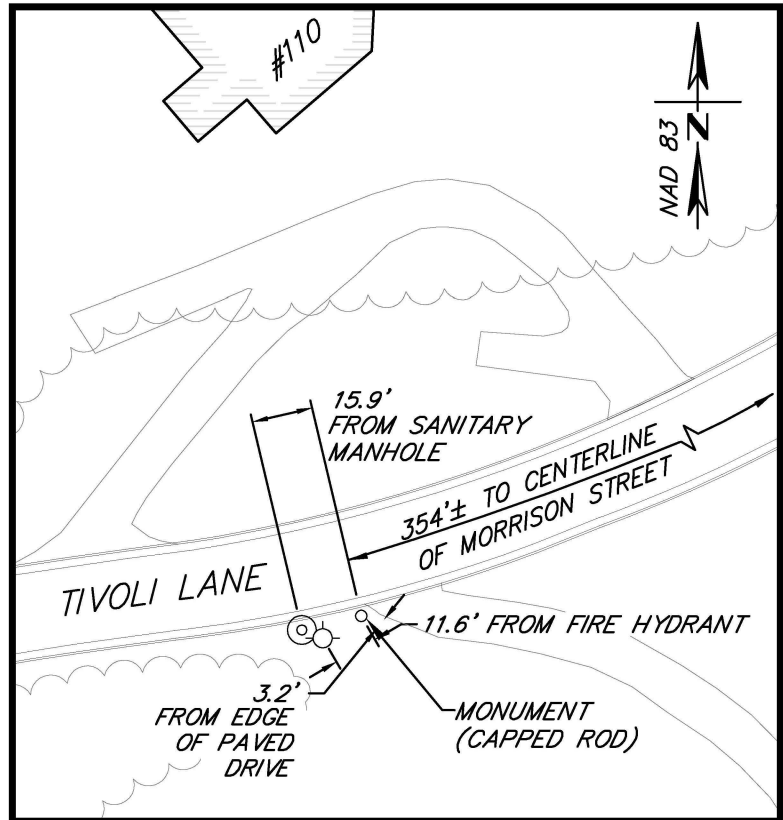 #110
NAD 83
N
15.9'
FROM SANITARY
MANHOLE
354'± TO CENTERLINE
OF MORRISON STREET
TIVOLI LANE
11.6' FROM FIRE HYDRANT
3.2'
FROM EDGE
OF PAVED
DRIVE
MONUMENT
(CAPPED ROD)